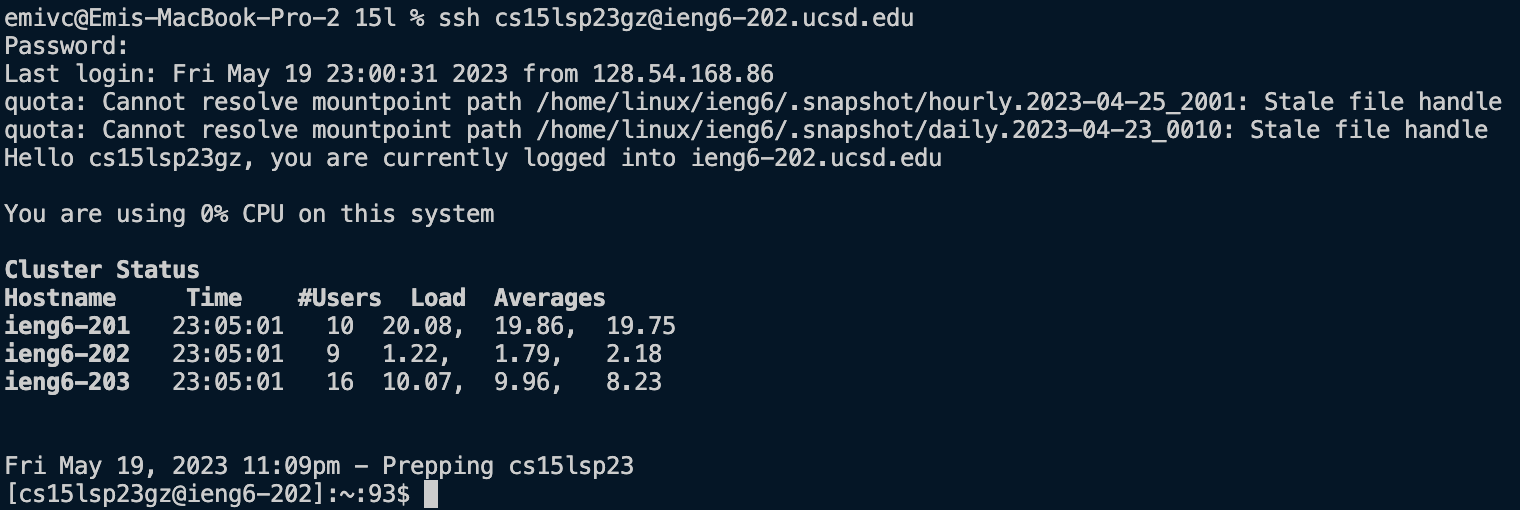 emivc@Emis-MacBook-Pro-2 15l % ssh cs15lsp23gz@ieng6-202.ucsd.edu
Password:
Last login: Fri May 19 23:00:31 2023 from 128.54.168.86
quota: Cannot resolve mountpoint path /home/linux/ieng6/.snapshot/hourly.2023-04-25_2001: Stale file handle
quota: Cannot resolve mountpoint path /home/linux/ieng6/.snapshot/daily.2023-04-23_0010: Stale file handle
Hello cs15lsp23gz, you are currently logged into ieng6-202.ucsd.edu
You are using 0% CPU on this system
Cluster Status
Hostname     Time    #Users  Load  Averages
ieng6-201   23:05:01   10  20.08,  19.86,  19.75
ieng6-202   23:05:01   9   1.22,   1.79,   2.18
ieng6-203   23:05:01   16  10.07,  9.96,   8.23
Fri May 19, 2023 11:09pm - Prepping cs15lsp23
[cs15lsp23gz@ieng6-202]:~:93$